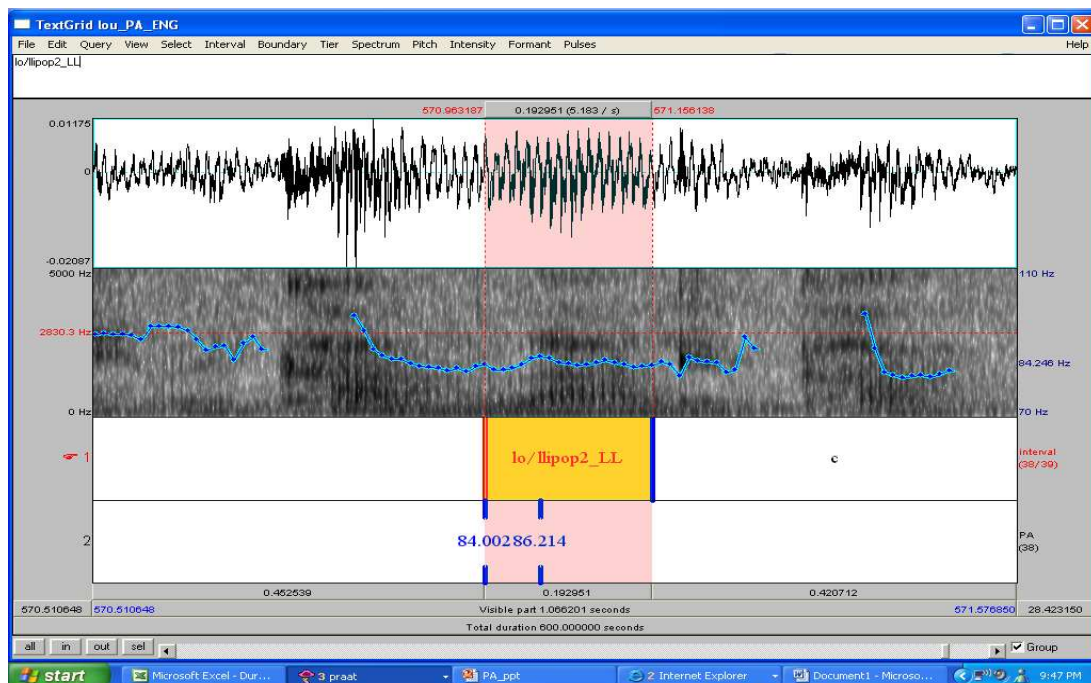 TextGrid lou_PA_ENG
File Edit Query View Select Interval Boundary Tier Spectrum Pitch Intensity Formant Pulses Help
lo/llipop2_LL
570.963187 0.192951 (5.183 / s) 571.156138
0.01175
0
-0.02087
5000 Hz 110 Hz
2830.3 Hz
84.246 Hz
0 Hz 70 Hz
1 lo/llipop2_LL c interval (38/39)
2 84.00286.214 PA (38)
0.452539 0.192951 0.420712
570.510648 570.510648 Visible part 1.066201 seconds 571.576850 28.423150
Total duration 600.000000 seconds
all in out sel Group
start Microsoft Excel - Dur... 3 praat PA_ppt 2 Internet Explorer Document1 - Microso... 9:47 PM